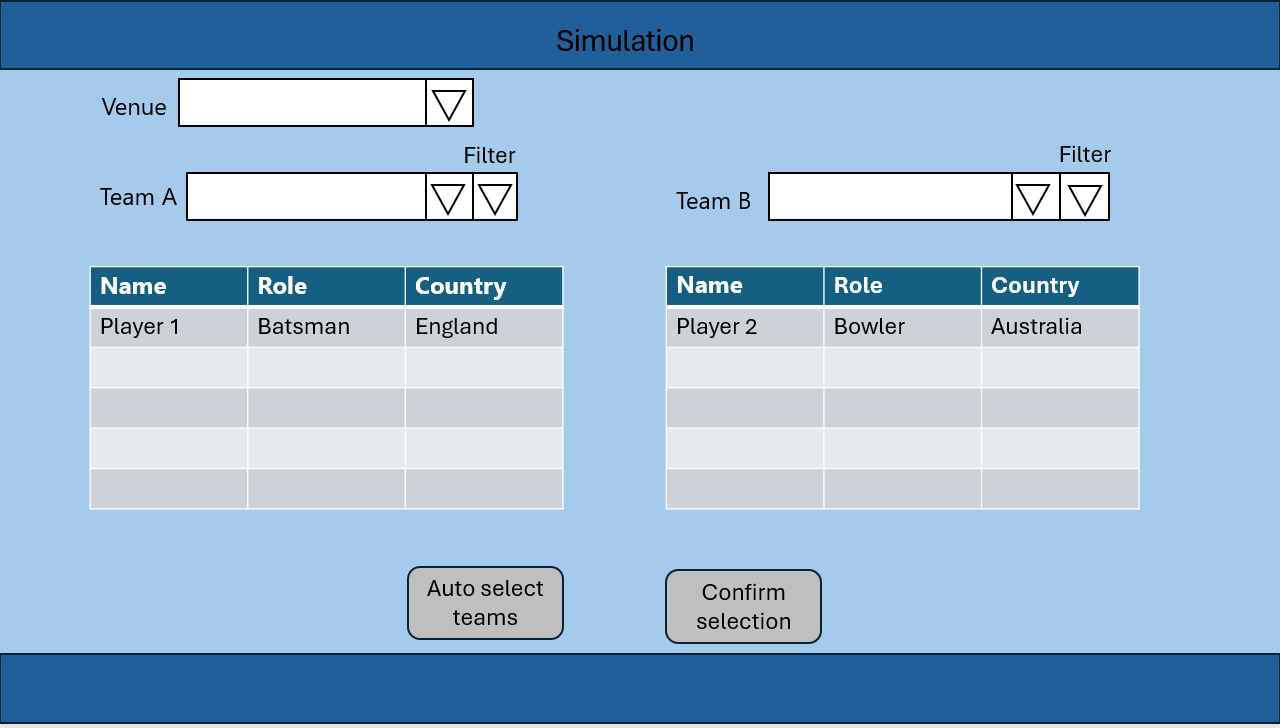 Simulation
Venue
Filter
Filter
Team A
Team B
Name Role Country
Player 1 Batsman England
Name Role Country
Player 2 Bowler Australia
Auto select
teams
Confirm
selection